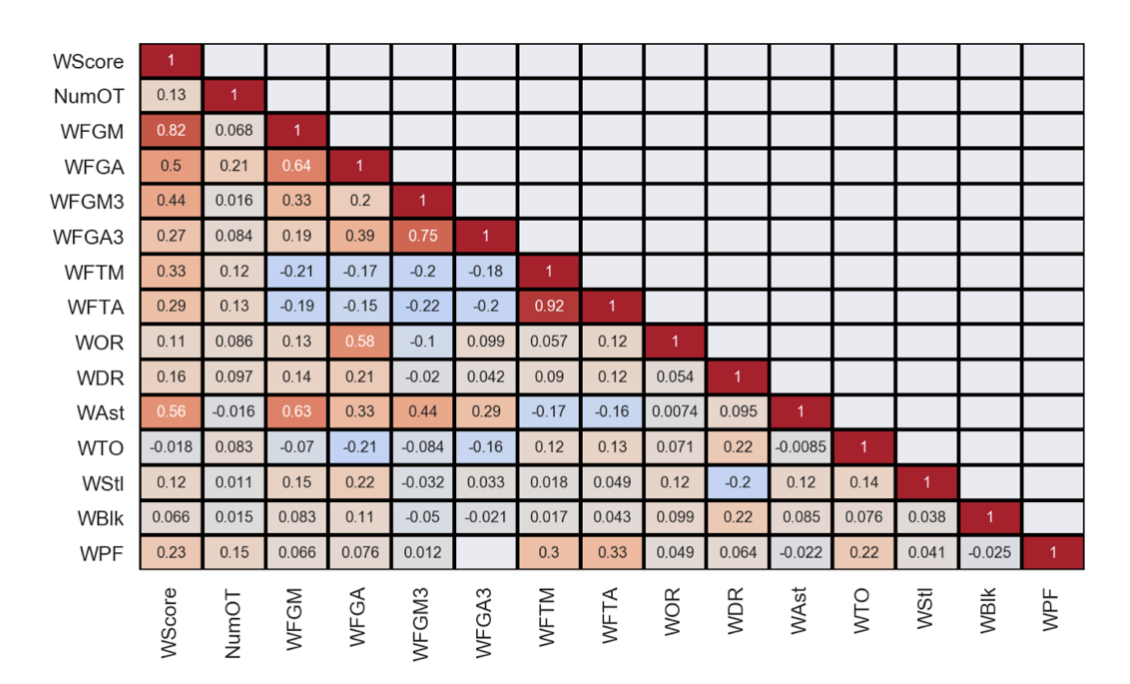 WScore 1
NumOT 0.13 1
WFGM 0.82 0.068 1
WFGA 0.5 0.21 0.64 1
WFGM3 0.44 0.016 0.33 0.2 1
WFGA3 0.27 0.084 0.19 0.39 0.75 1
WFTM 0.33 0.12 -0.21 -0.17 -0.2 -0.18 1
WFTA 0.29 0.13 -0.19 -0.15 -0.22 -0.2 0.92 1
WOR 0.11 0.086 0.13 0.58 -0.1 0.099 0.057 0.12 1
WDR 0.16 0.097 0.14 0.21 -0.02 0.042 0.09 0.12 0.054 1
WAst 0.56 -0.016 0.63 0.33 0.44 0.29 -0.17 -0.16 0.0074 0.095 1
WTO -0.018 0.083 -0.07 -0.21 -0.084 -0.16 0.12 0.13 0.071 0.22 -0.0085 1
WStl 0.12 0.011 0.15 0.22 -0.032 0.033 0.018 0.049 0.12 -0.2 0.12 0.14 1
WBlk 0.066 0.015 0.083 0.11 -0.05 -0.021 0.017 0.043 0.099 0.22 0.085 0.076 0.038 1
WPF 0.23 0.15 0.066 0.076 0.012 0.3 0.33 0.049 0.064 -0.022 0.22 0.041 -0.025 1
WScore NumOT WFGM WFGA WFGM3 WFGA3 WFTM WFTA WOR WDR WAst WTO WStl WBlk WPF